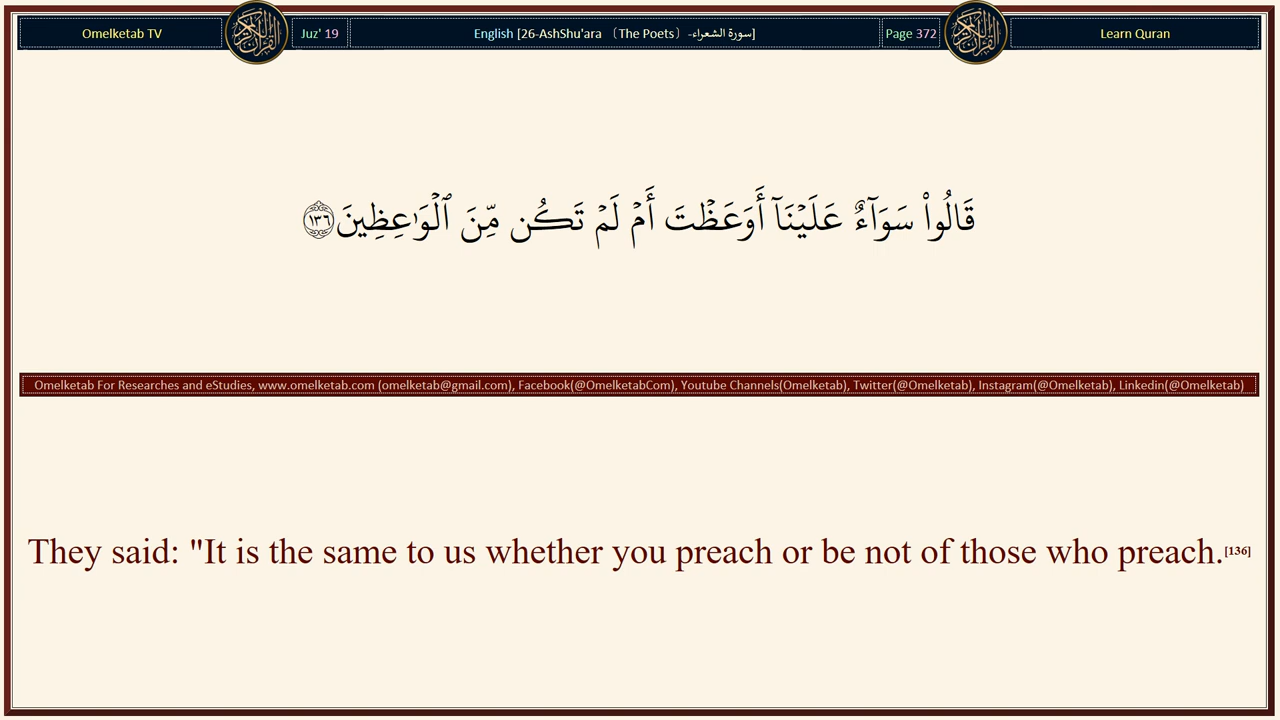 Omelketab TV
Juz' 19
English [26-AshShu'ara 〔The Poets〕-سورة الشعراء]
Page 372
Learn Quran
قَالُوا۟ سَوَآءٌ عَلَيْنَآ أَوَعَظْتَ أَمْ لَمْ تَكُن مِّنَ ٱلْوَٰعِظِينَ ١٣٦
Omelketab For Researches and eStudies, www.omelketab.com (omelketab@gmail.com), Facebook(@OmelketabCom), Youtube Channels(Omelketab), Twitter(@Omelketab), Instagram(@Omelketab), Linkedin(@Omelketab)
They said: "It is the same to us whether you preach or be not of those who preach.[136]